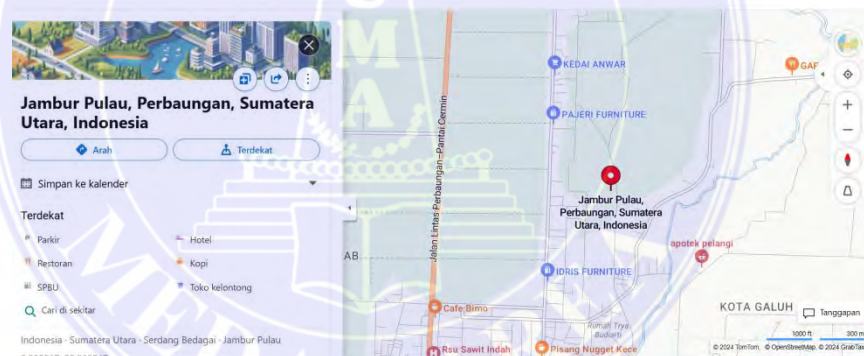 Jambur Pulau, Perbaungan, Sumatera
Utara, Indonesia
Arah
Terdekat
Simpan ke kalender
Terdekat
Parkir
Hotel
Restoran
Kopi
SPBU
Toko kelontong
Cari di sekitar
Indonesia · Sumatera Utara · Serdang Bedagai · Jambur Pulau
KEDAI ANWAR
GAF
PAJERI FURNITURE
Jalan Lintas Perbaungan-Pantai Cermin
Jambur Pulau,
Perbaungan, Sumatera
Utara, Indonesia
apotek pelangi
AB
IDRIS FURNITURE
Cafe Bimo
KOTA GALUH
Tanggapan
Rumah Trya
Budiarti
1000 ft
300 m
Rsu Sawit Indah
Pisang Nugget Kece
© 2024 TomTom, © OpenStreetMap, © 2024 GrabTaxi